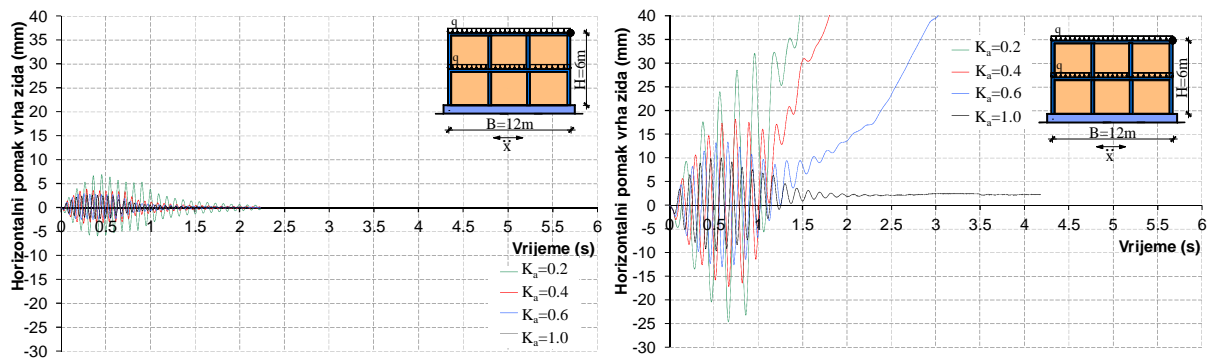 Horizontalni pomak vrha zida (mm)
40
35
30
25
20
15
10
5
0
-5
-10
-15
-20
-25
-30
0 0.5 1 1.5 2 2.5 3 3.5 4 4.5 5 5.5 6
Vrijeme (s)
q
q
H=6m
B=12m
ẍ
Ka=0.2
Ka=0.4
Ka=0.6
Ka=1.0
Horizontalni pomak vrha zida (mm)
40
35
30
25
20
15
10
5
0
-5
-10
-15
-20
-25
-30
0 0.5 1 1.5 2 2.5 3 3.5 4 4.5 5 5.5 6
Vrijeme (s)
Ka=0.2
Ka=0.4
Ka=0.6
Ka=1.0
q
q
H=6m
B=12m
ẍ